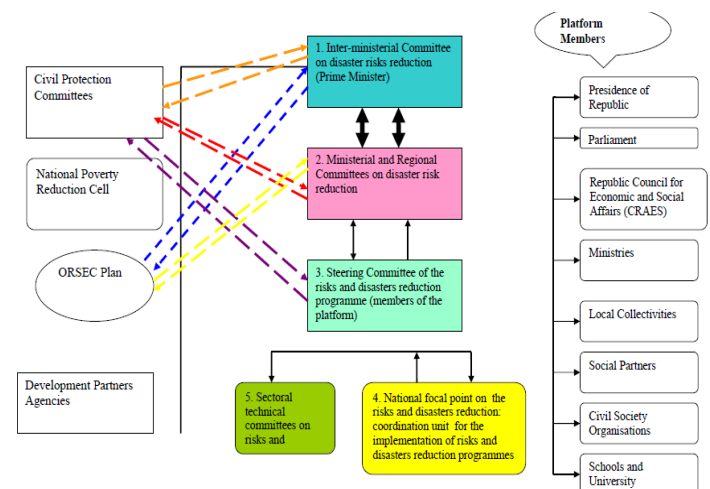 Platform
Members
1. Inter-ministerial Committee
on disaster risks reduction
(Prime Minister)
Civil Protection
Committees
2. Ministerial and Regional
Committees on disaster risk
reduction
National Poverty
Reduction Cell
ORSEC Plan
3. Steering Committee of the
risks and disasters reduction
programme (members of the
platform)
Development Partners
Agencies
5. Sectoral
technical
committees on
risks and
4. National focal point on the
risks and disasters reduction:
coordination unit for the
implementation of risks and
disasters reduction programmes
Presidence of
Republic
Parliament
Republic Council for
Economic and Social
Affairs (CRAES)
Ministries
Local Collectivities
Social Partners
Civil Society
Organisations
Schools and
University